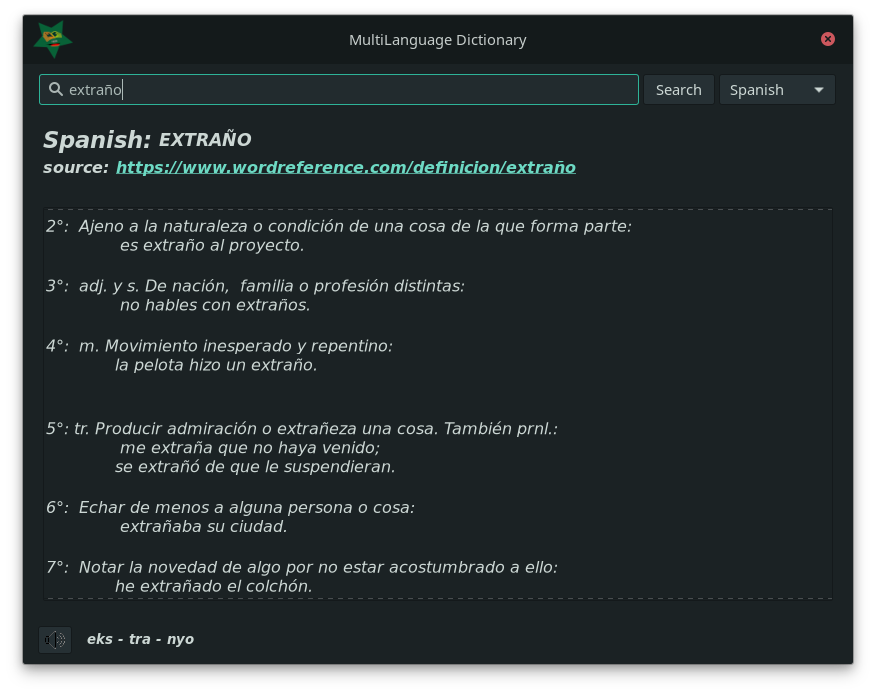 MultiLanguage Dictionary
extraño
Search
Spanish
Spanish: EXTRAÑO
source: https://www.wordreference.com/definicion/extraño
2°: Ajeno a la naturaleza o condición de una cosa de la que forma parte:
es extraño al proyecto.
3°: adj. y s. De nación, familia o profesión distintas:
no hables con extraños.
4°: m. Movimiento inesperado y repentino:
la pelota hizo un extraño.
5°: tr. Producir admiración o extrañeza una cosa. También prnl.:
me extraña que no haya venido;
se extrañó de que le suspendieran.
6°: Echar de menos a alguna persona o cosa:
extrañaba su ciudad.
7°: Notar la novedad de algo por no estar acostumbrado a ello:
he extrañado el colchón.
eks - tra - nyo